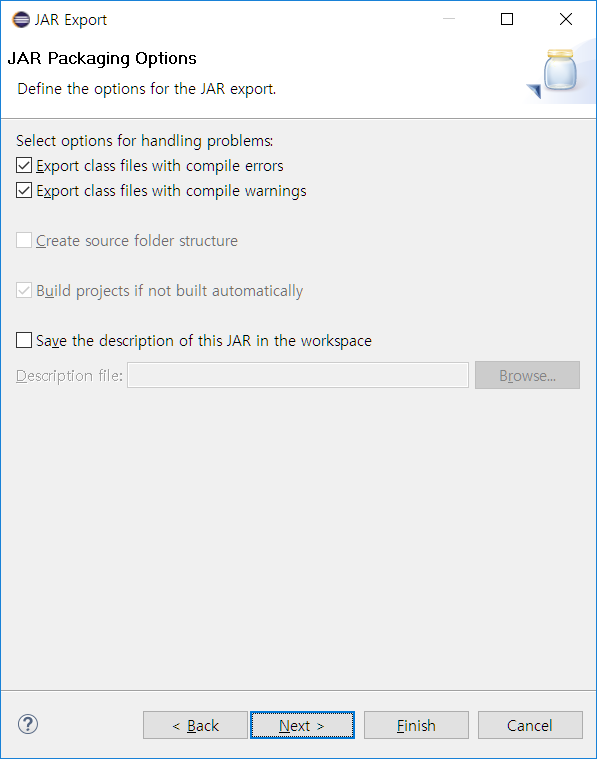 JAR Export
JAR Packaging Options
Define the options for the JAR export.
Select options for handling problems:
Export class files with compile errors
Export class files with compile warnings
Create source folder structure
Build projects if not built automatically
Save the description of this JAR in the workspace
Description file: Browse...
? < Back Next > Finish Cancel